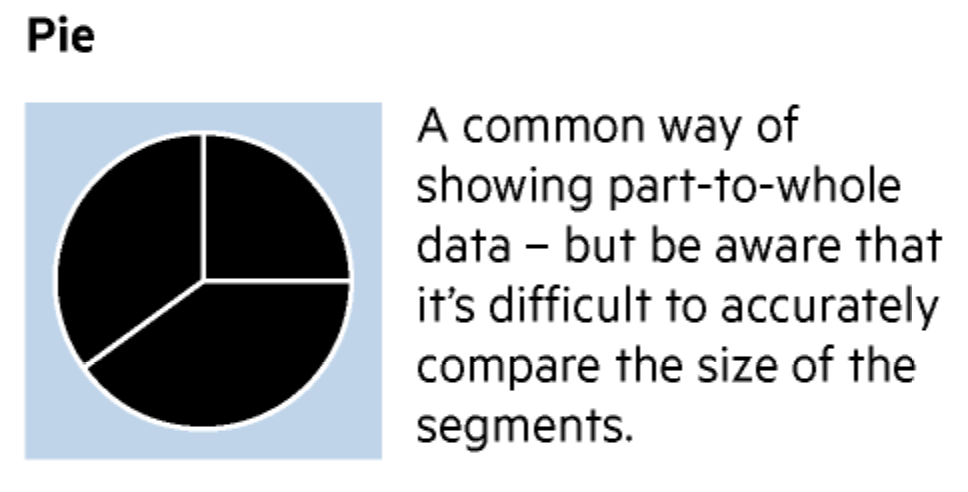 Pie
A common way of
showing part-to-whole
data – but be aware that
it’s difficult to accurately
compare the size of the
segments.